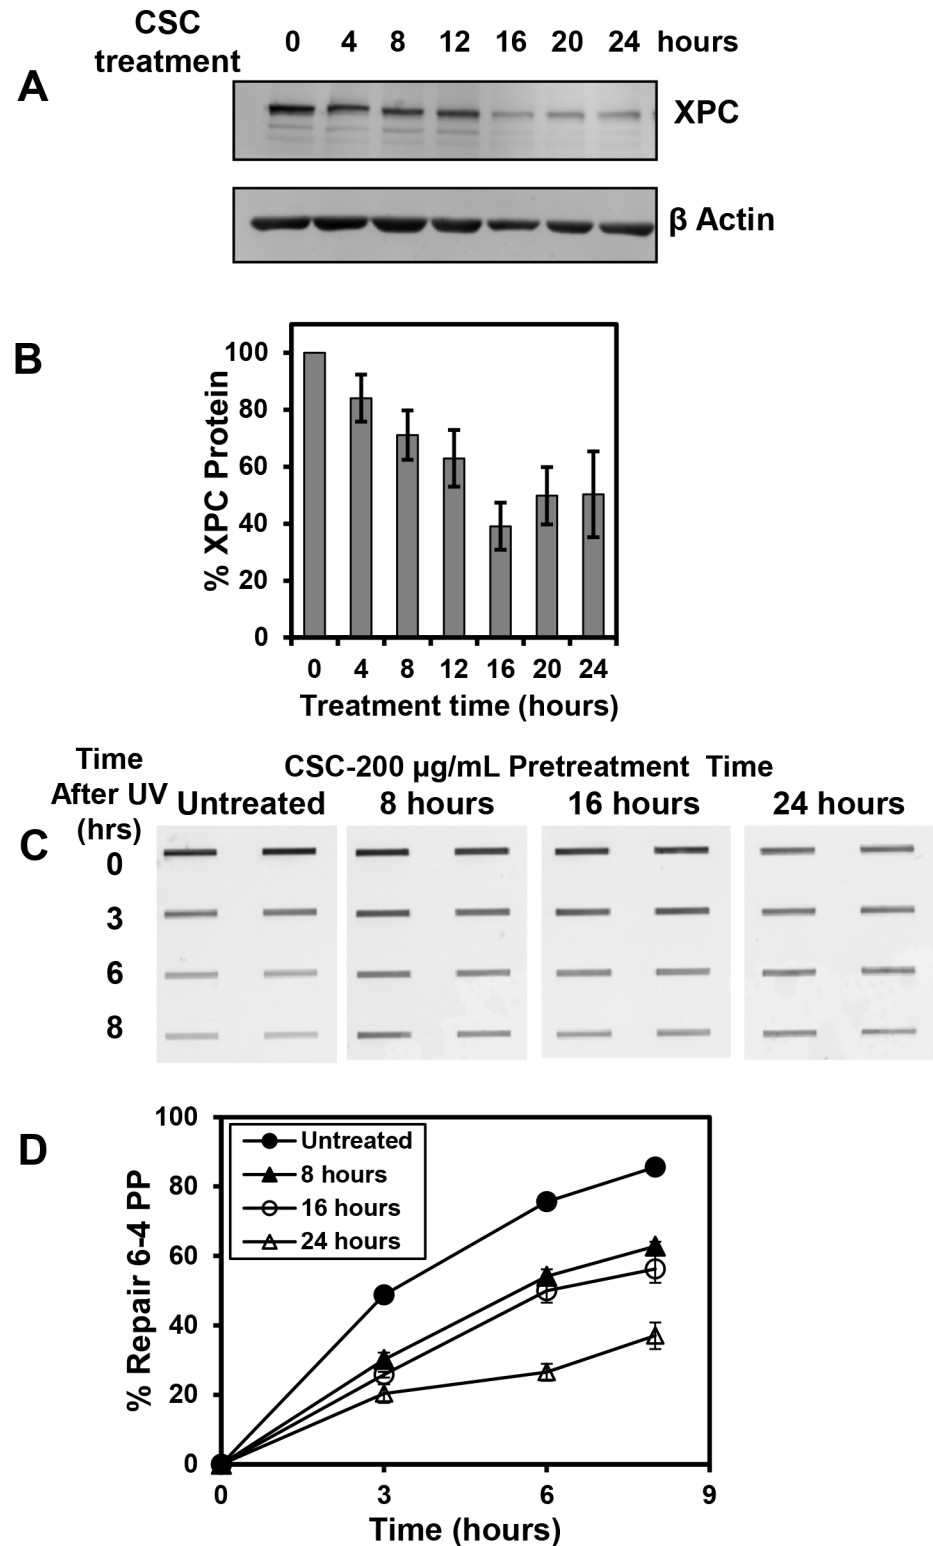 CSC
treatment
0 4 8 12 16 20 24 hours
A
XPC
β Actin
B
% XPC Protein
100
80
60
40
20
0
0 4 8 12 16 20 24
Treatment time (hours)
Time
After UV
(hrs)
CSC-200 µg/mL Pretreatment Time
Untreated 8 hours 16 hours 24 hours
C
0
3
6
8
D
% Repair 6-4 PP
100
80
60
40
20
0
Untreated
8 hours
16 hours
24 hours
0 3 6 9
Time (hours)